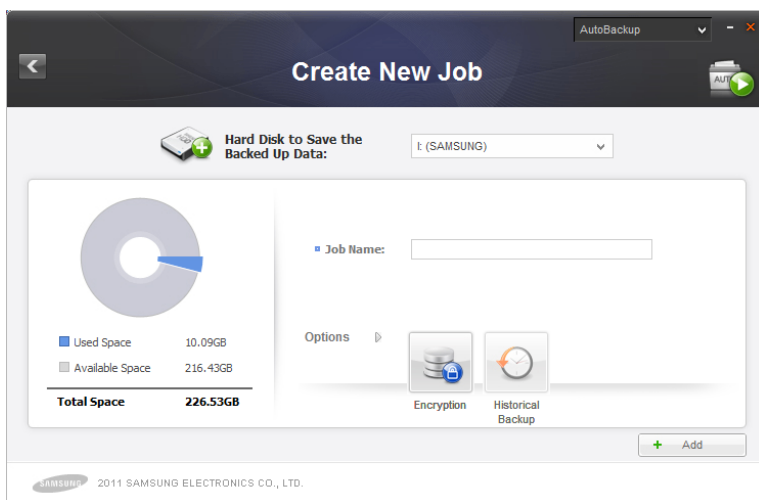 AutoBackup
Create New Job
AUT
Hard Disk to Save the
Backed Up Data:
I: (SAMSUNG)
Job Name:
Used Space 10.09GB
Available Space 216.43GB
Total Space 226.53GB
Options
Encryption
Historical
Backup
+ Add
SAMSUNG 2011 SAMSUNG ELECTRONICS CO., LTD.